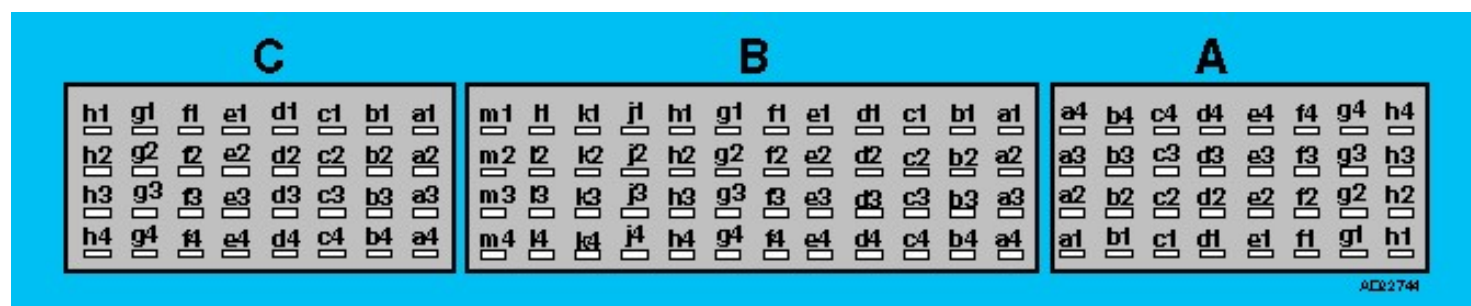 C B A
h1 g1 f1 e1 d1 c1 b1 a1 m1 l1 k1 j1 h1 g1 f1 e1 d1 c1 b1 a1 a4 b4 c4 d4 e4 f4 g4 h4
h2 g2 f2 e2 d2 c2 b2 a2 m2 l2 k2 j2 h2 g2 f2 e2 d2 c2 b2 a2 a3 b3 c3 d3 e3 f3 g3 h3
h3 g3 f3 e3 d3 c3 b3 a3 m3 l3 k3 j3 h3 g3 f3 e3 d3 c3 b3 a3 a2 b2 c2 d2 e2 f2 g2 h2
h4 g4 f4 e4 d4 c4 b4 a4 m4 l4 k4 j4 h4 g4 f4 e4 d4 c4 b4 a4 a1 b1 c1 d1 e1 f1 g1 h1